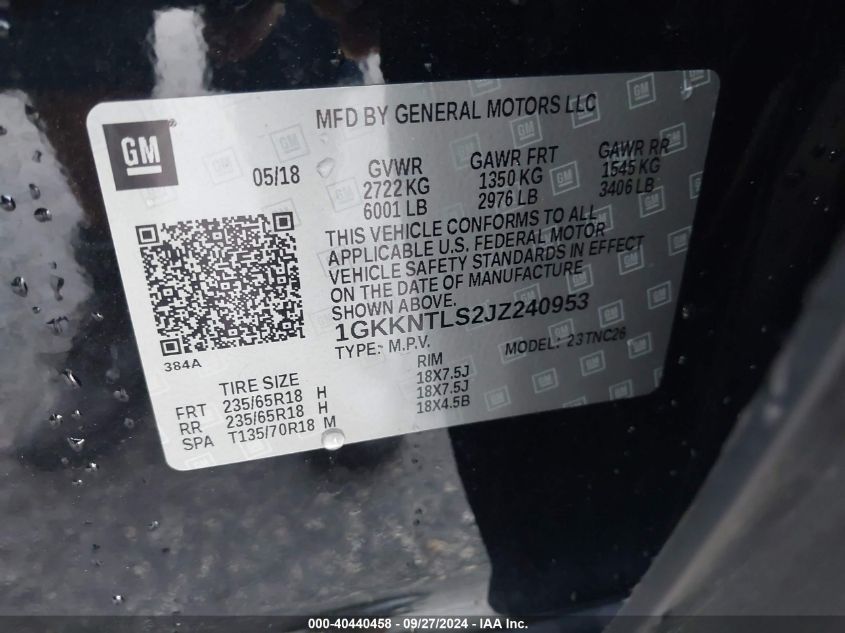 MFD BY GENERAL MOTORS LLC
GM
05/18
GVWR GAWR FRT GAWR RR
2722 KG 1350 KG 1545 KG
6001 LB 2976 LB 3406 LB
THIS VEHICLE CONFORMS TO ALL
APPLICABLE U.S. FEDERAL MOTOR
VEHICLE SAFETY STANDARDS IN EFFECT
ON THE DATE OF MANUFACTURE
SHOWN ABOVE.
1GKKNTLS2JZ240953
TYPE: M.P.V. MODEL: 23TNC26
384A
TIRE SIZE RIM
FRT 235/65R18 H 18X7.5J
RR 235/65R18 H 18X7.5J
SPA T135/70R18 M 18X4.5B
000-40440458 - 09/27/2024 - IAA Inc.